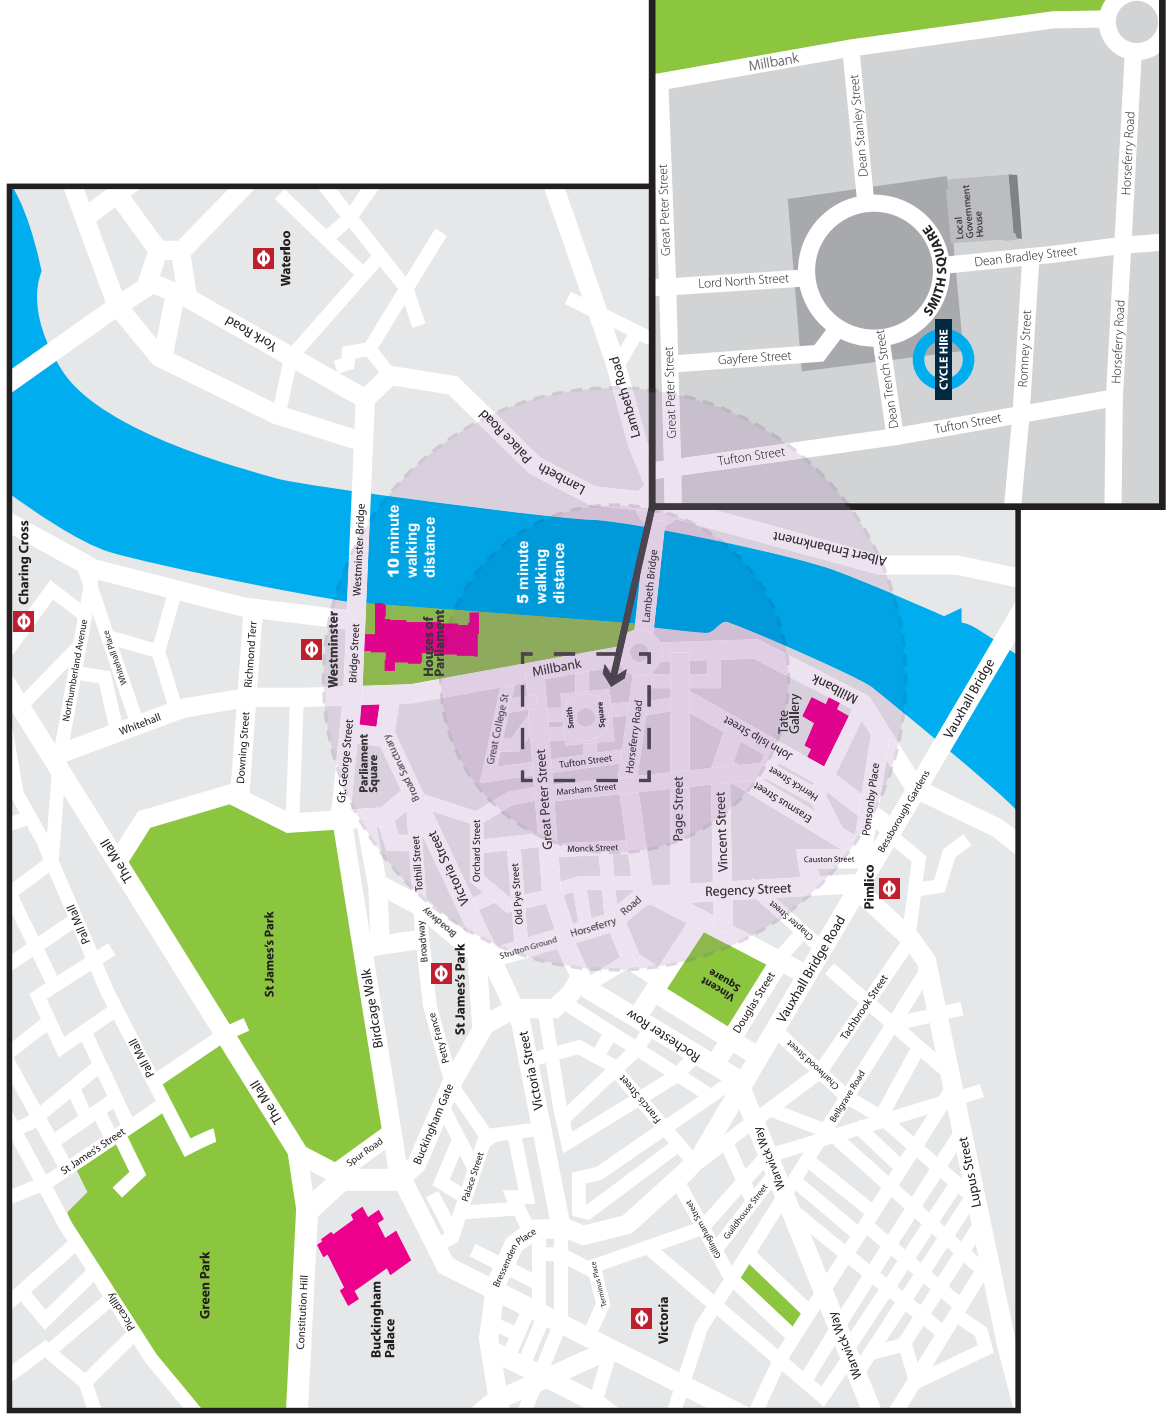 Millbank
Dean Stanley Street
Great Peter Street
Horseferry Road
Local
Government
House
SMITH SQUARE
Dean Bradley Street
Lord North Street
Gayfere Street
Dean Trench Street
CYCLE HIRE
Romney Street
Horseferry Road
Great Peter Street
Tufton Street
Tufton Street
Waterloo
York Road
Lambeth Road
Lambeth
Palace Road
Charing Cross
Westminster Bridge
10 minute
walking
distance
5 minute
walking
distance
Lambeth Bridge
Albert Embankment
Northumberland Avenue
Whitehall Place
Richmond Terr
Westminster
Bridge Street
Houses of
Parliament
Millbank
Millbank
Vauxhall Bridge
Whitehall
Downing Street
Gt. George Street
Parliament
Square
Broad Sanctuary
Great College St
Smith
Square
Horseferry Road
Tufton Street
Marsham Street
Great Peter Street
Tate
Gallery
John Islip Street
Herrick Street
Erasmus Street
Ponsonby Place
Bessborough Gardens
Page Street
Vincent Street
Causton Street
Pimlico
Regency Street
Monck Street
Tothill Street
Victoria Street
Orchard Street
Old Pye Street
The Mall
Pall Mall
St James's Park
Birdcage Walk
Broadway
Broadway
St James's Park
Strutton Ground
Horseferry
Road
Chapter Street
Vauxhall Bridge Road
Vincent
Square
Douglas Street
Tachbrook Street
Rochester Row
Petty France
Victoria Street
Pall Mall
The Mall
St James's Street
Spur Road
Buckingham Gate
Palace Street
Francis Street
Charlwood Street
Bellgrave Road
Warwick Way
Lupus Street
Guildhouse Street
Gillingham Street
Bressenden Place
Terminus Place
Victoria
Warwick Way
Green Park
Piccadilly
Constitution Hill
Buckingham
Palace